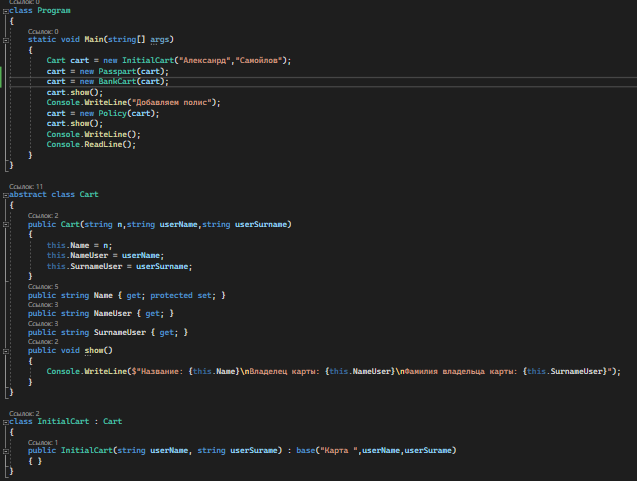 Ссылок: 0
class Program
{
Ссылок: 0
static void Main(string[] args)
{
Cart cart = new InitialCart("Алексанрд","Самойлов");
cart = new Passpart(cart);
cart = new BankCart(cart);
cart.show();
Console.WriteLine("Добавляем полис");
cart = new Policy(cart);
cart.show();
Console.WriteLine();
Console.ReadLine();
}
}
Ссылок: 11
abstract class Cart
{
Ссылок: 2
public Cart(string n,string userName,string userSurname)
{
this.Name = n;
this.NameUser = userName;
this.SurnameUser = userSurname;
}
Ссылок: 5
public string Name { get; protected set; }
Ссылок: 3
public string NameUser { get; }
Ссылок: 3
public string SurnameUser { get; }
Ссылок: 2
public void show()
{
Console.WriteLine($"Название: {this.Name}\nВладелец карты: {this.NameUser}\nФамилия владельца карты: {this.SurnameUser}");
}
}
Ссылок: 2
class InitialCart : Cart
{
Ссылок: 1
public InitialCart(string userName, string userSurame) : base("Карта ",userName,userSurame)
{ }
}